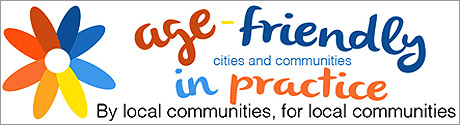 age-friendly
cities and communities
in practice
By local communities, for local communities